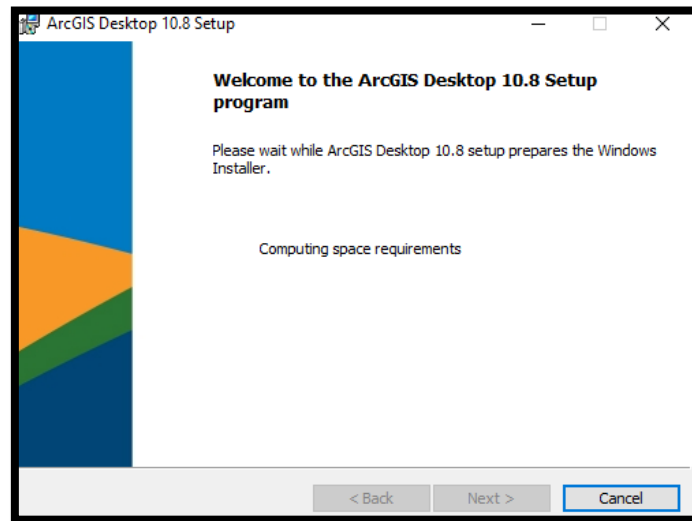 ArcGIS Desktop 10.8 Setup
Welcome to the ArcGIS Desktop 10.8 Setup
program
Please wait while ArcGIS Desktop 10.8 setup prepares the Windows
Installer.
Computing space requirements
< Back Next > Cancel